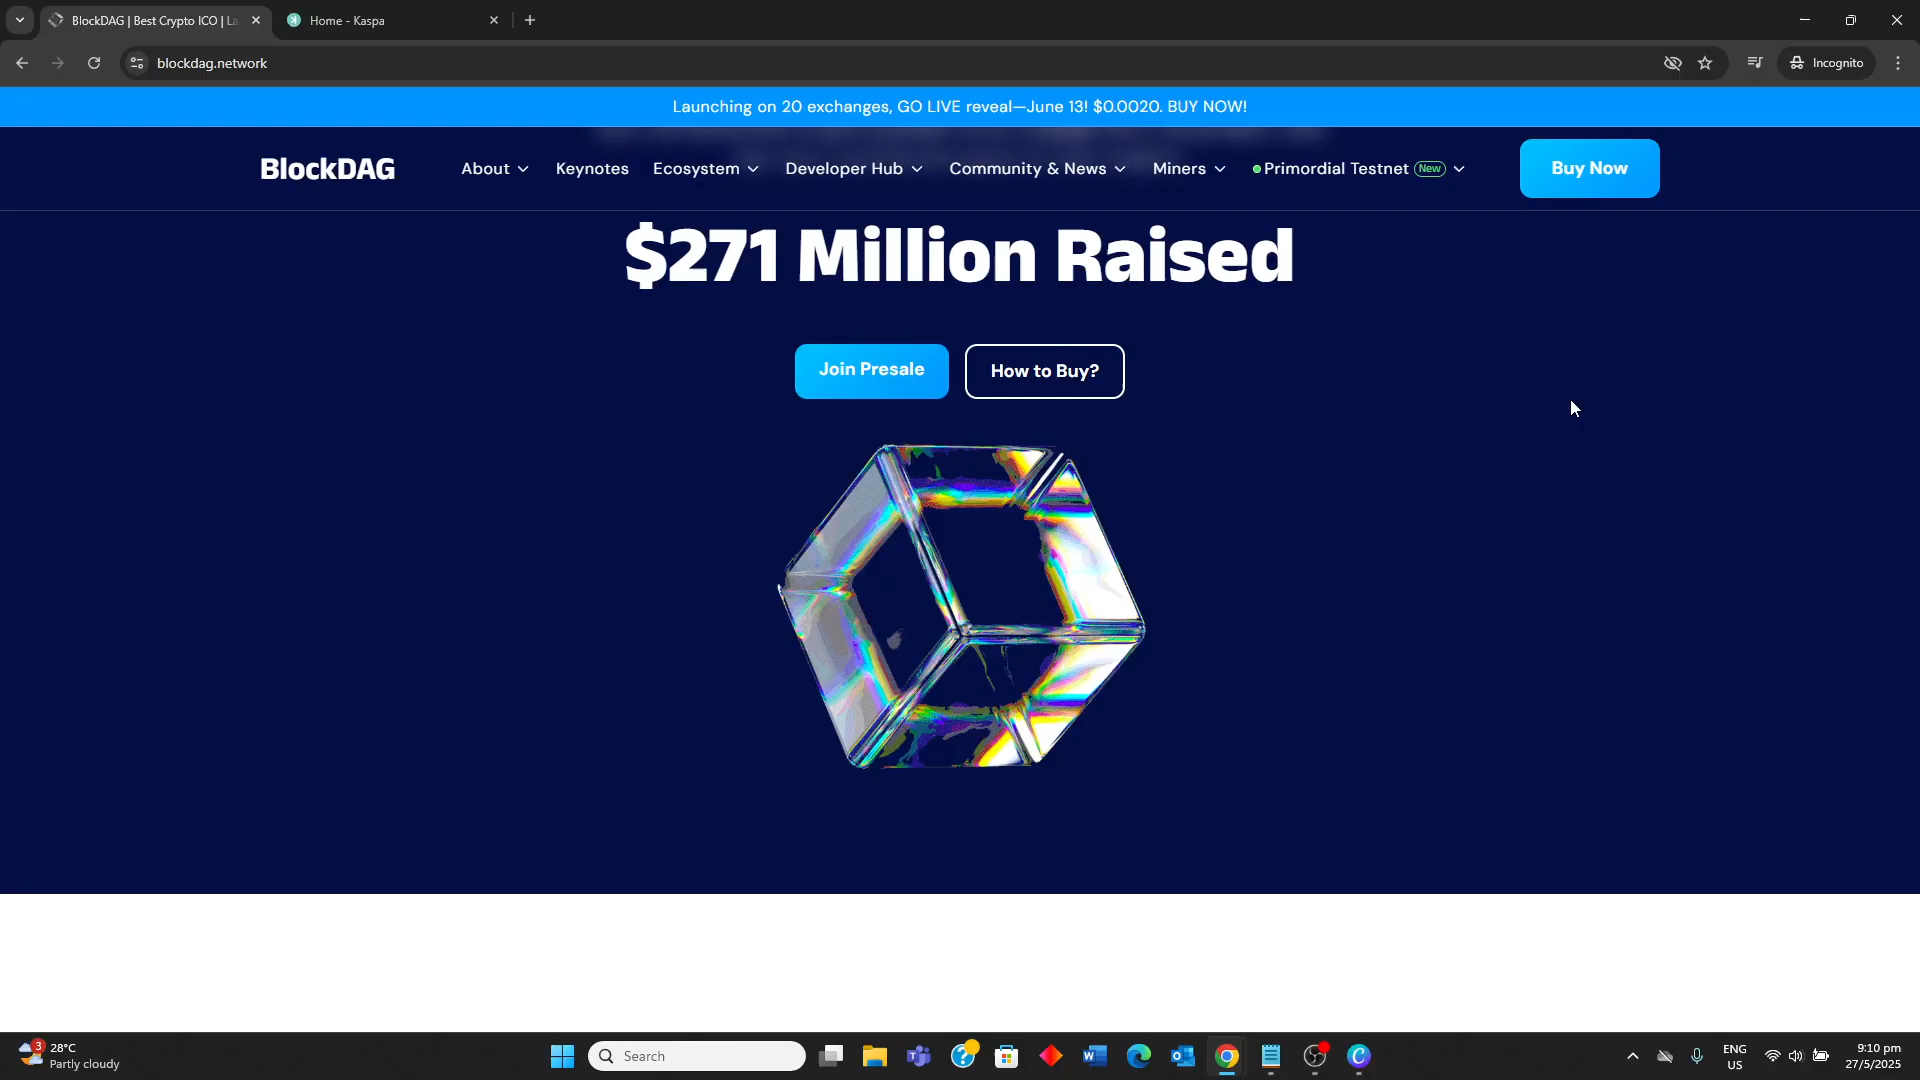 BlockDAG | Best Crypto ICO | La
Home - Kaspa
blockdag.network
Incognito
Launching on 20 exchanges, GO LIVE reveal—June 13! $0.0020. BUY NOW!
BlockDAG
About
Keynotes
Ecosystem
Developer Hub
Community & News
Miners
Primordial Testnet
New
Buy Now
$271 Million Raised
Join Presale
How to Buy?
3
28°C
Partly cloudy
Search
ENG
US
9:10 pm
27/5/2025